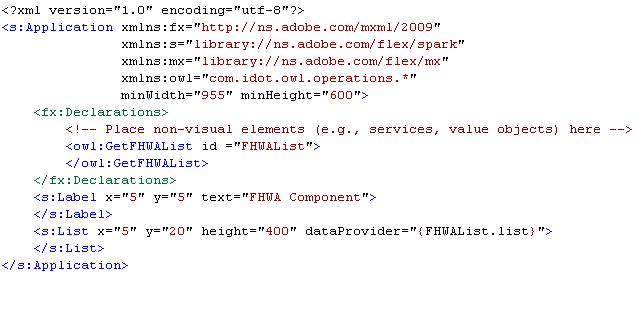 <?xml version="1.0" encoding="utf-8"?>
<s:Application xmlns:fx="http://ns.adobe.com/mxml/2009"
xmlns:s="library://ns.adobe.com/flex/spark"
xmlns:mx="library://ns.adobe.com/flex/mx"
xmlns:owl="com.idot.owl.operations.*"
minWidth="955" minHeight="600">
<fx:Declarations>
<!-- Place non-visual elements (e.g., services, value objects) here -->
<owl:GetFHWAList id ="FHWAList">
</owl:GetFHWAList>
</fx:Declarations>
<s:Label x="5" y="5" text="FHWA Component">
</s:Label>
<s:List x="5" y="20" height="400" dataProvider="{FHWAList.list}">
</s:List>
</s:Application>